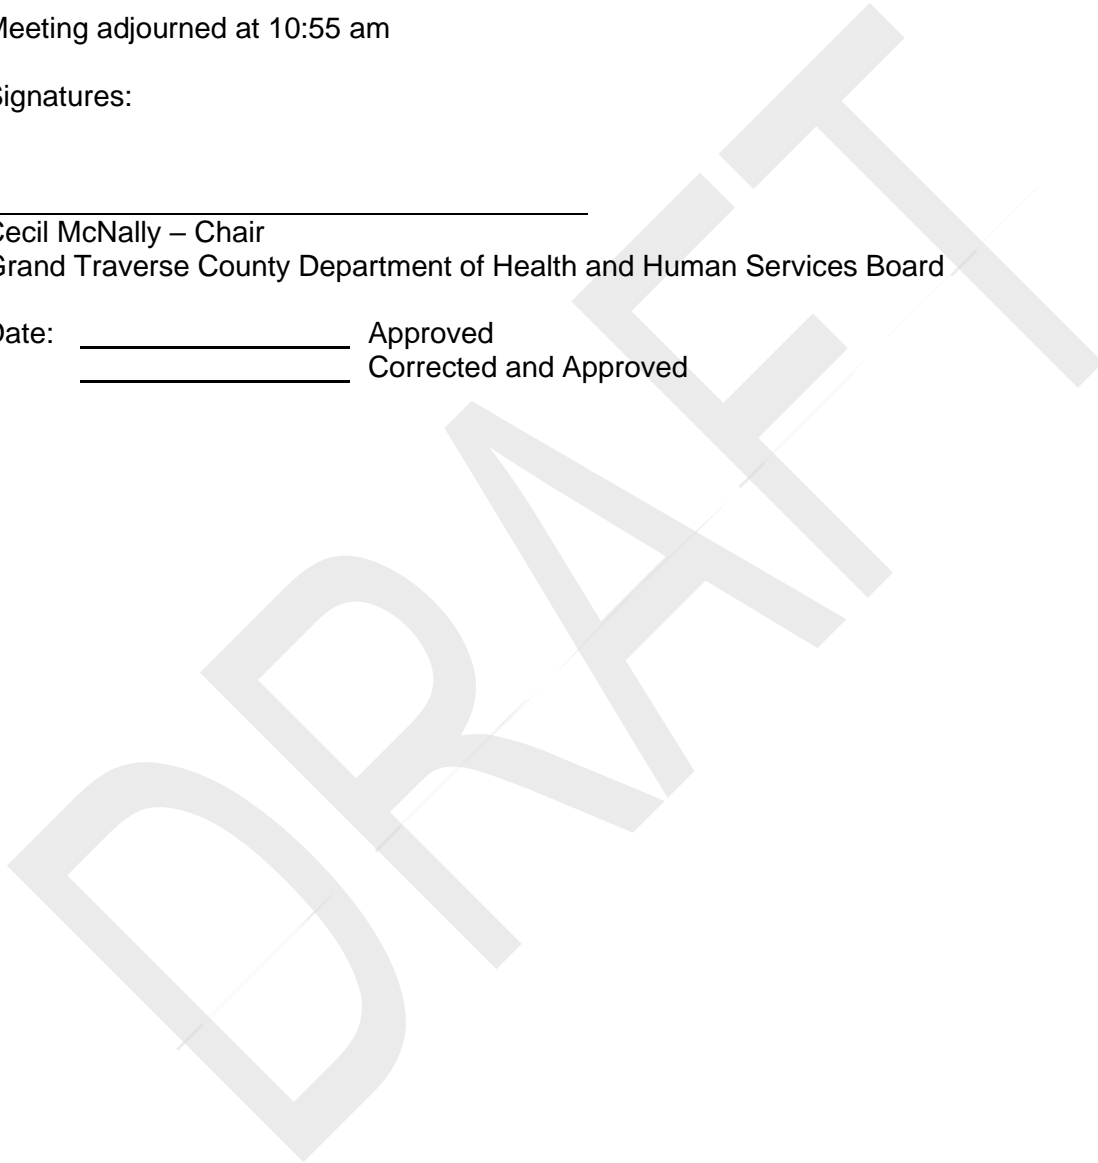 Meeting adjourned at 10:55 am
Signatures:
Cecil McNally – Chair
Grand Traverse County Department of Health and Human Services Board
Date: Approved
Corrected and Approved
DRAFT